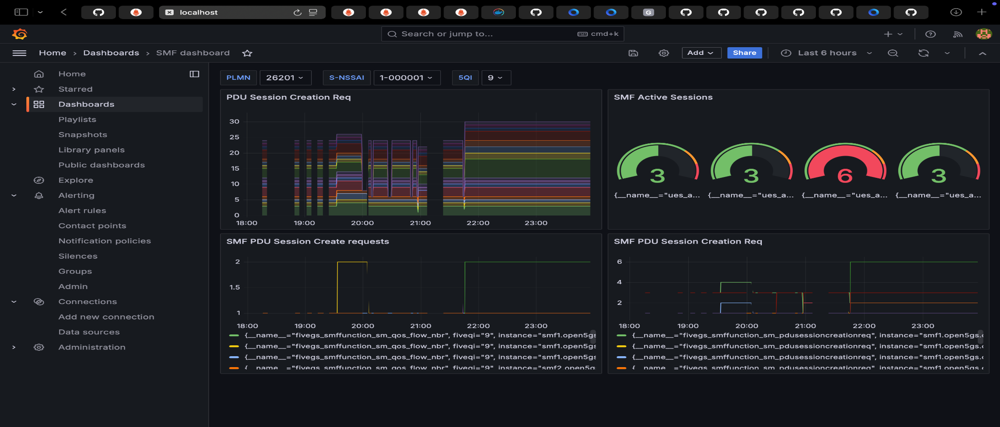 localhost
G
Search or jump to...
cmd+k
Home › Dashboards › SMF dashboard
Add
Share
Last 6 hours
Home
Starred
Dashboards
Playlists
Snapshots
Library panels
Public dashboards
Explore
Alerting
Alert rules
Contact points
Notification policies
Silences
Groups
Admin
Connections
Add new connection
Data sources
Administration
PLMN 26201 S-NSSAI 1-000001 5QI 9
PDU Session Creation Req
30
25
20
15
10
5
0
18:00 19:00 20:00 21:00 22:00 23:00
SMF Active Sessions
3 3 6 3
{__name__="ues_a... {__name__="ues_a... {__name__="ues_a... {__name__="ues_a...
SMF PDU Session Create requests
2
1.5
1
18:00 19:00 20:00 21:00 22:00 23:00
{__name__="fivegs_smffunction_sm_qos_flow_nbr", fiveqi="9", instance="smf1.open5gs
{__name__="fivegs_smffunction_sm_qos_flow_nbr", fiveqi="9", instance="smf1.open5gs
{__name__="fivegs_smffunction_sm_qos_flow_nbr", fiveqi="9", instance="smf1.open5gs
{__name__="fivegs_smffunction_sm_qos_flow_nbr", fiveqi="9", instance="smf2.open5gs
SMF PDU Session Creation Req
6
4
2
18:00 19:00 20:00 21:00 22:00 23:00
{__name__="fivegs_smffunction_sm_pdusessioncreationreq", instance="smf1.open5gs.c
{__name__="fivegs_smffunction_sm_pdusessioncreationreq", instance="smf1.open5gs.c
{__name__="fivegs_smffunction_sm_pdusessioncreationreq", instance="smf1.open5gs.c
{__name__="fivegs_smffunction_sm_pdusessioncreationreq", instance="smf1.open5gs.c